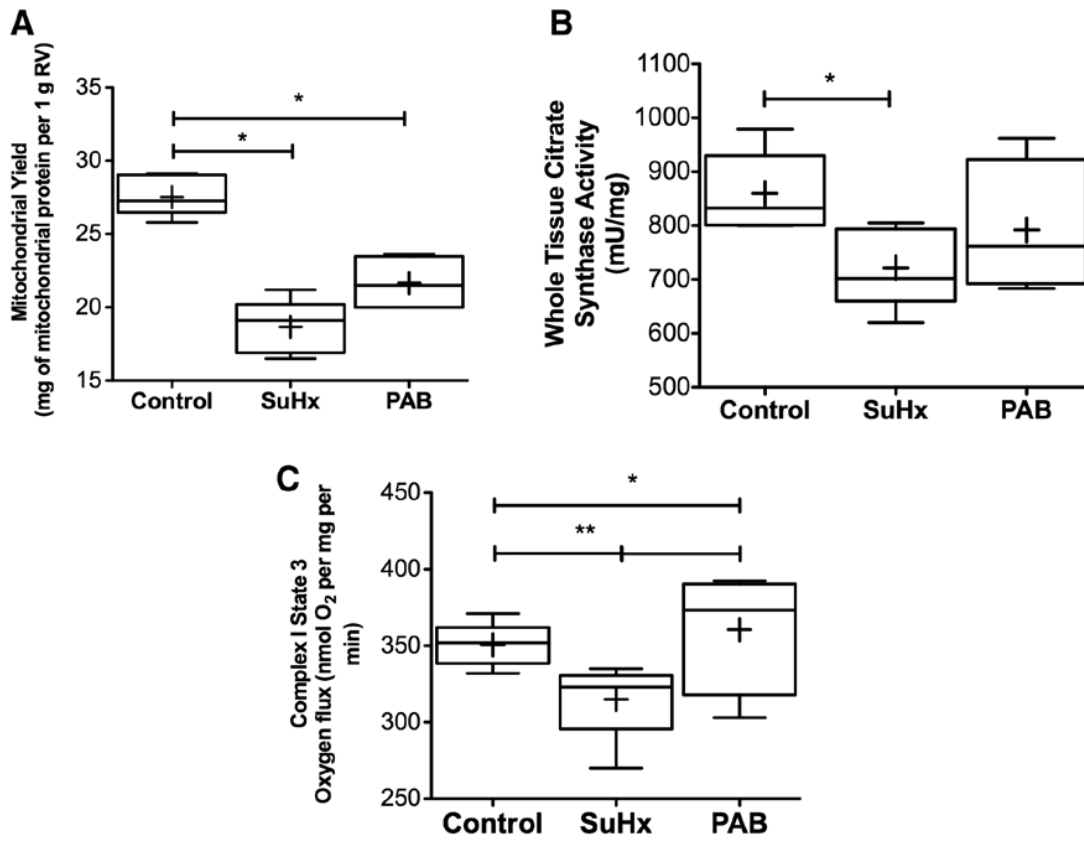 A
Mitochondrial Yield
(mg of mitochondrial protein per 1 g RV)
35
30
25
20
15
*
*
Control SuHx PAB
B
Whole Tissue Citrate
Synthase Activity
(mU/mg)
1100
1000
900
800
700
600
500
*
Control SuHx PAB
C
Complex I State 3
Oxygen flux (nmol O₂ per mg per
min)
450
400
350
300
250
*
**
Control SuHx PAB